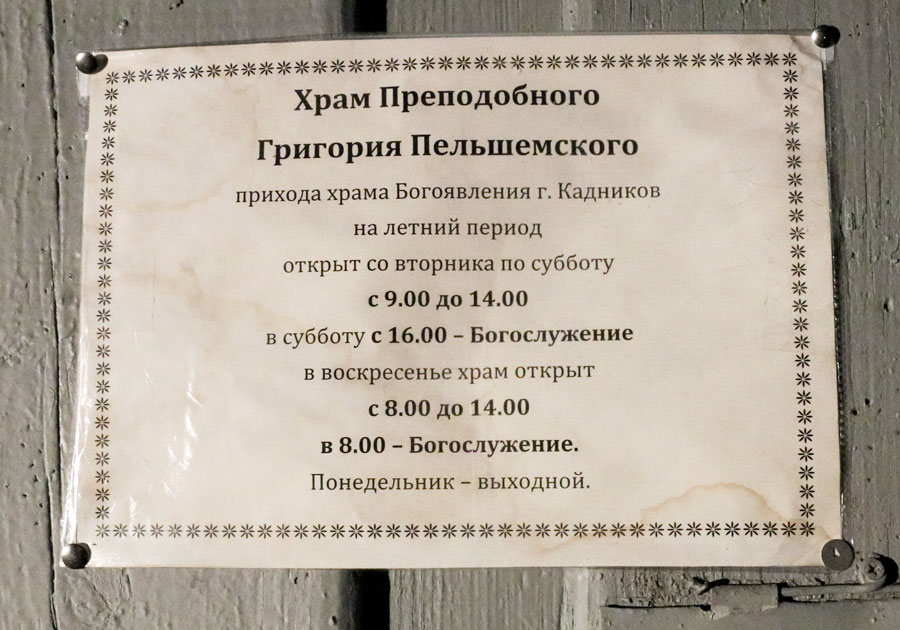 Храм Преподобного
Григория Пельшемского
прихода храма Богоявления г. Кадников
на летний период
открыт со вторника по субботу
с 9.00 до 14.00
в субботу с 16.00 – Богослужение
в воскресенье храм открыт
с 8.00 до 14.00
в 8.00 – Богослужение.
Понедельник – выходной.